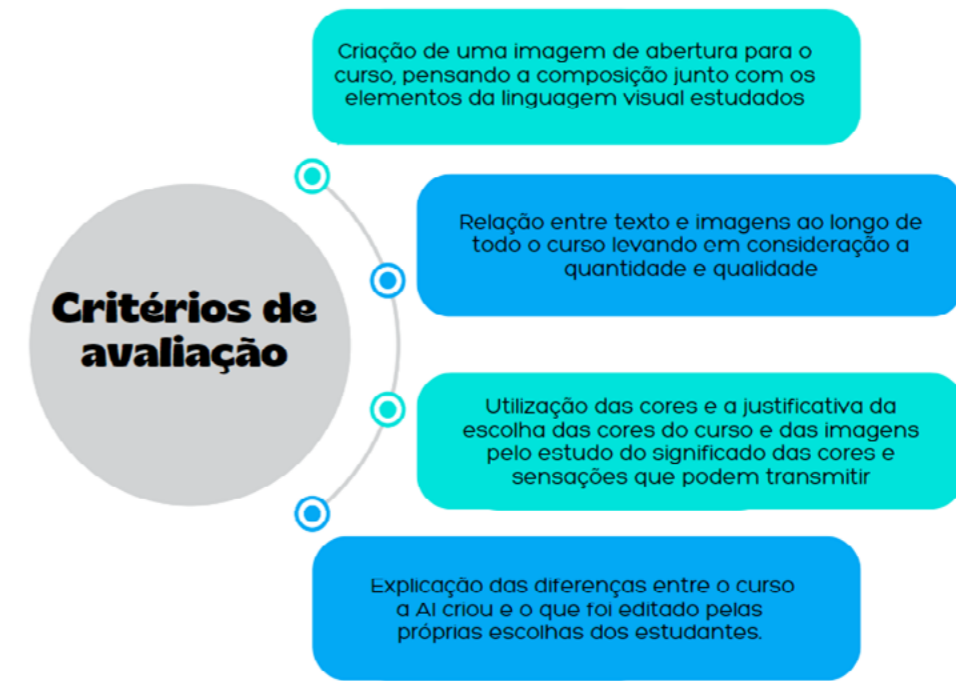 Criação de uma imagem de abertura para o
curso, pensando a composição junto com os
elementos da linguagem visual estudados
Relação entre texto e imagens ao longo de
todo o curso levando em consideração a
quantidade e qualidade
Critérios de
avaliação
Utilização das cores e a justificativa da
escolha das cores do curso e das imagens
pelo estudo do significado das cores e
sensações que podem transmitir
Explicação das diferenças entre o curso
a AI criou e o que foi editado pelas
próprias escolhas dos estudantes.